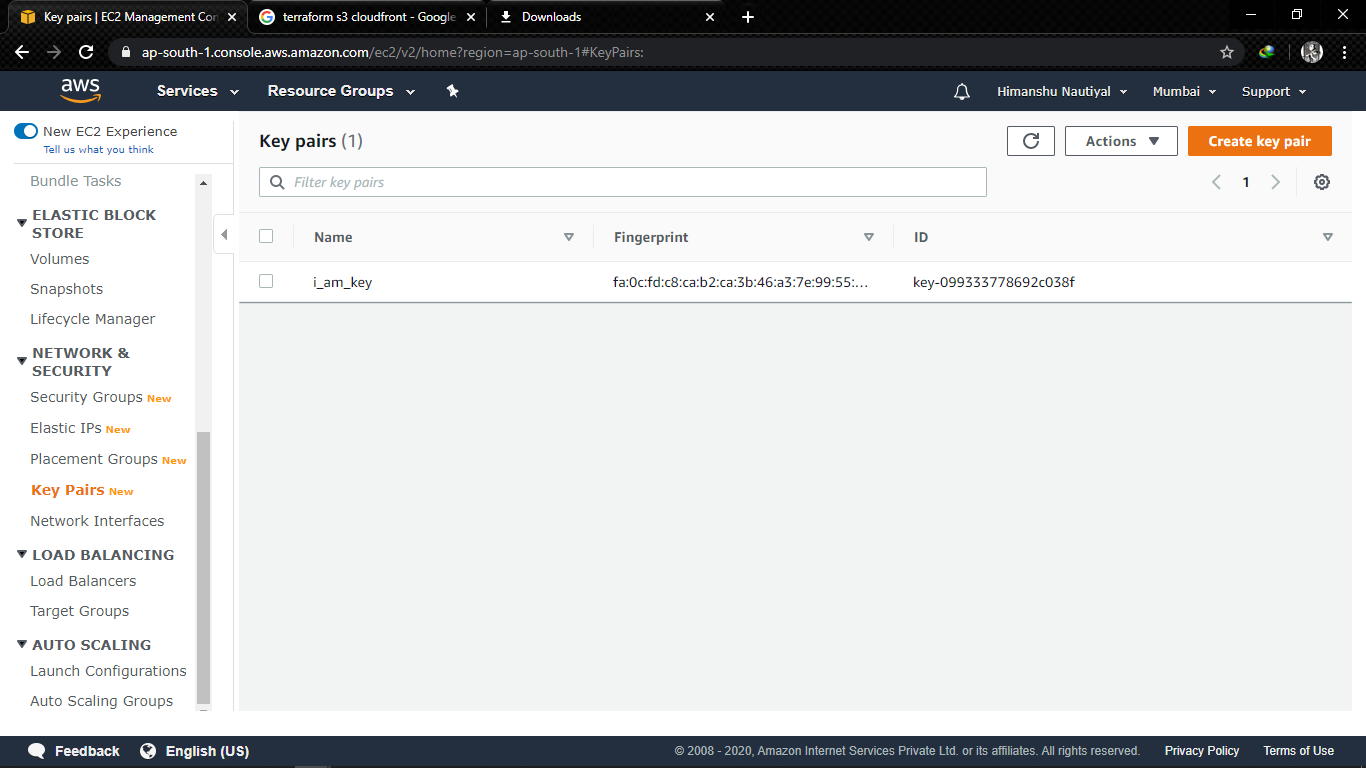 Key pairs | EC2 Management Con
terraform s3 cloudfront - Google
Downloads
ap-south-1.console.aws.amazon.com/ec2/v2/home?region=ap-south-1#KeyPairs:
aws
Services
Resource Groups
Himanshu Nautiyal
Mumbai
Support
New EC2 Experience
Tell us what you think
Bundle Tasks
ELASTIC BLOCK
STORE
Volumes
Snapshots
Lifecycle Manager
NETWORK &
SECURITY
Security Groups New
Elastic IPs New
Placement Groups New
Key Pairs New
Network Interfaces
LOAD BALANCING
Load Balancers
Target Groups
AUTO SCALING
Launch Configurations
Auto Scaling Groups
Key pairs (1)
Actions
Create key pair
Filter key pairs
1
Name
Fingerprint
ID
i_am_key
fa:0c:fd:c8:ca:b2:ca:3b:46:a3:7e:99:55:...
key-099333778692c038f
Feedback
English (US)
© 2008 - 2020, Amazon Internet Services Private Ltd. or its affiliates. All rights reserved.
Privacy Policy
Terms of Use